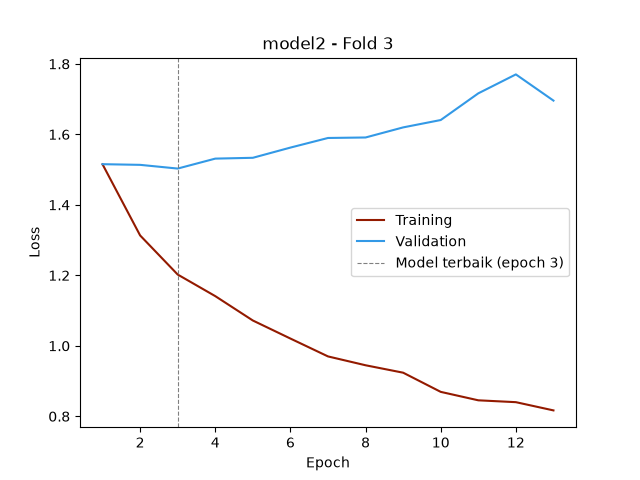 model2 - Fold 3
Loss
1.8
1.6
1.4
1.2
1.0
0.8
Training
Validation
Model terbaik (epoch 3)
2 4 6 8 10 12
Epoch